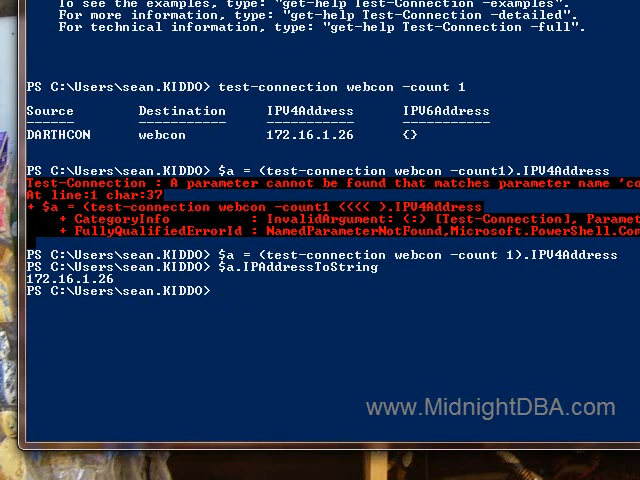 To see the examples, type: "get-help Test-Connection -examples".
For more information, type: "get-help Test-Connection -detailed".
For technical information, type: "get-help Test-Connection -full".
PS C:\Users\sean.KIDDO> test-connection webcon -count 1
Source Destination IPV4Address IPV6Address
------ ----------- ----------- -----------
DARTHCON webcon 172.16.1.26 {}
PS C:\Users\sean.KIDDO> $a = (test-connection webcon -count1).IPV4Address
Test-Connection : A parameter cannot be found that matches parameter name 'co
At line:1 char:37
+ $a = (test-connection webcon -count1 <<<< ).IPV4Address
+ CategoryInfo : InvalidArgument: (:) [Test-Connection], Paramet
+ FullyQualifiedErrorId : NamedParameterNotFound,Microsoft.PowerShell.Com
PS C:\Users\sean.KIDDO> $a = (test-connection webcon -count 1).IPV4Address
PS C:\Users\sean.KIDDO> $a.IPAddressToString
172.16.1.26
PS C:\Users\sean.KIDDO>
www.MidnightDBA.com